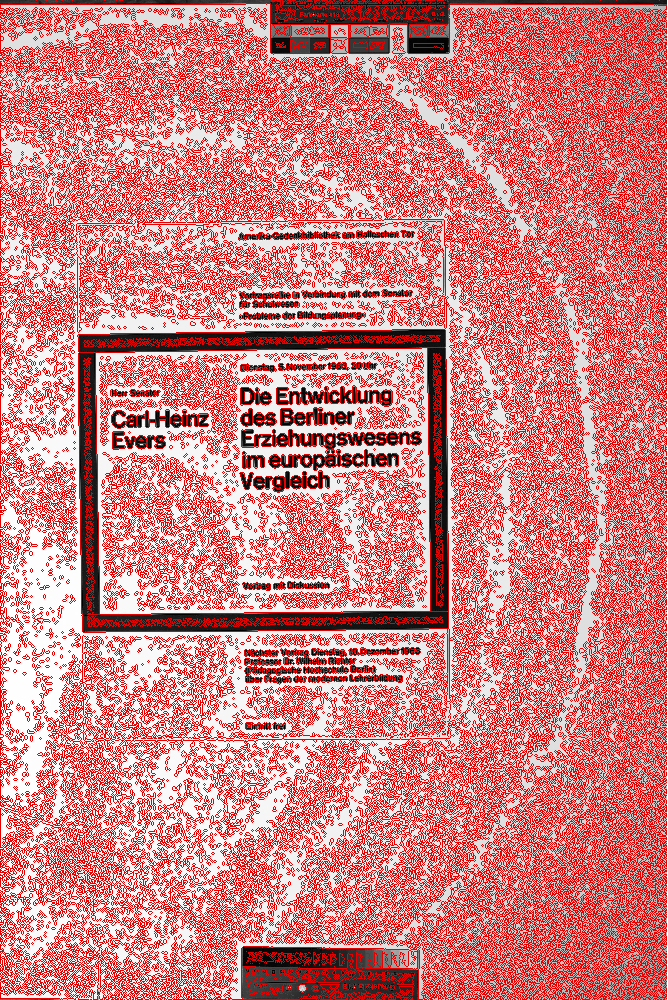 Amerika-Gedenkbibliothek am Halleschen Tor
Vortragsreihe in Verbindung mit dem Senator
für Schulwesen
»Probleme der Bildungsplanung«
Dienstag, 5. November 1963, 20 Uhr
Herr Senator
Carl-Heinz
Evers
Die Entwicklung
des Berliner
Erziehungswesens
im europäischen
Vergleich
Vortrag mit Diskussion
Nächster Vortrag Dienstag, 10. Dezember 1963
Professor Dr. Wilhelm Richter
(Pädagogische Hochschule Berlin)
über Fragen der modernen Lehrerbildung
Eintritt frei